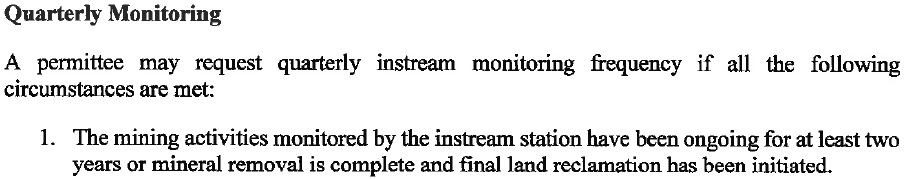 Quarterly Monitoring
A permittee may request quarterly instream monitoring frequency if all the following
circumstances are met:
1. The mining activities monitored by the instream station have been ongoing for at least two
years or mineral removal is complete and final land reclamation has been initiated.